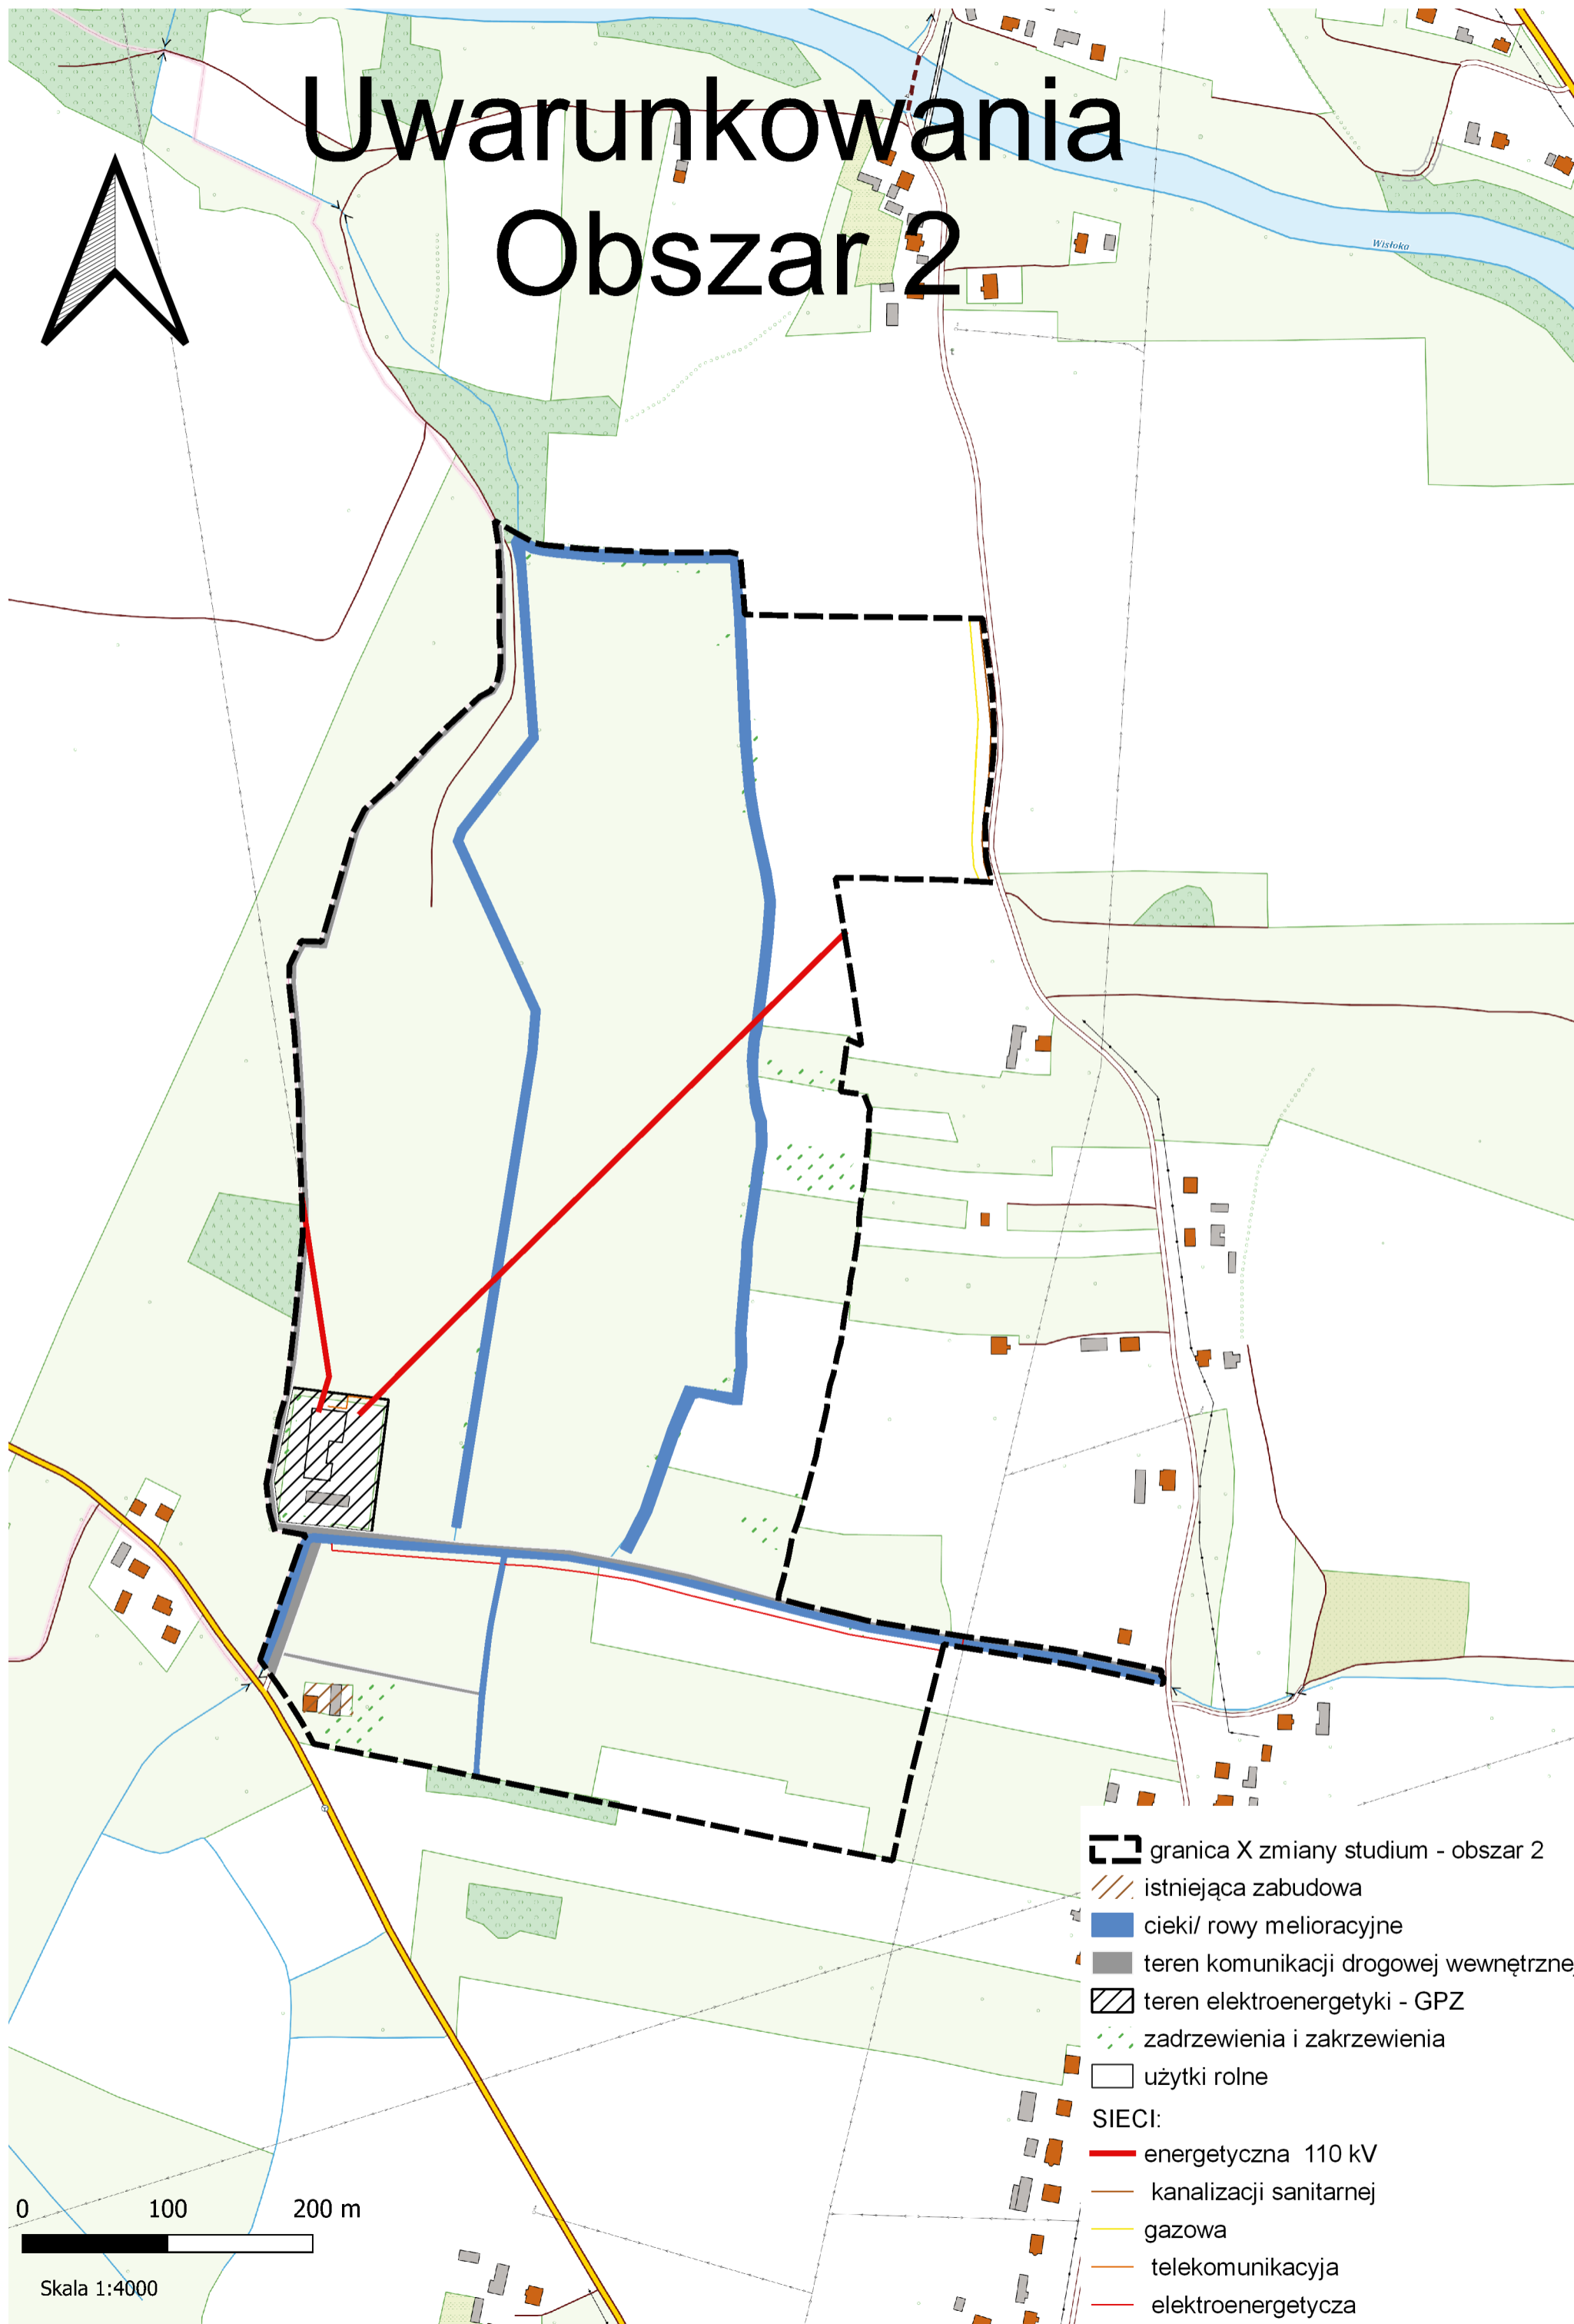 Uwarunkowania
Obszar 2
Wisłoka
granica X zmiany studium - obszar 2
istniejąca zabudowa
cieki/ rowy melioracyjne
teren komunikacji drogowej wewnętrznej
teren elektroenergetyki - GPZ
zadrzewienia i zakrzewienia
użytki rolne
SIECI:
energetyczna 110 kV
kanalizacji sanitarnej
gazowa
telekomunikacyja
elektroenergetycza
0 100 200 m
Skala 1:4000